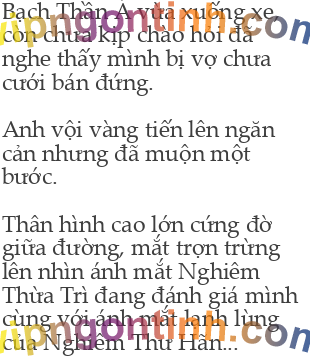 Bạch Thần Á vừa xuống xe,
còn chưa kịp chào hỏi đã
nghe thấy mình bị vợ chưa
cưới bán đứng.
Anh vội vàng tiến lên ngăn
cản nhưng đã muộn một
bước.
Thân hình cao lớn cứng đờ
giữa đường, mắt trợn trừng
lên nhìn ánh mắt Nghiêm
Thừa Trì đang đánh giá mình
cùng với ánh mắt lạnh lùng
của Nghiêm Thư Hàn...
vipngontinh.com
vipngontinh.com